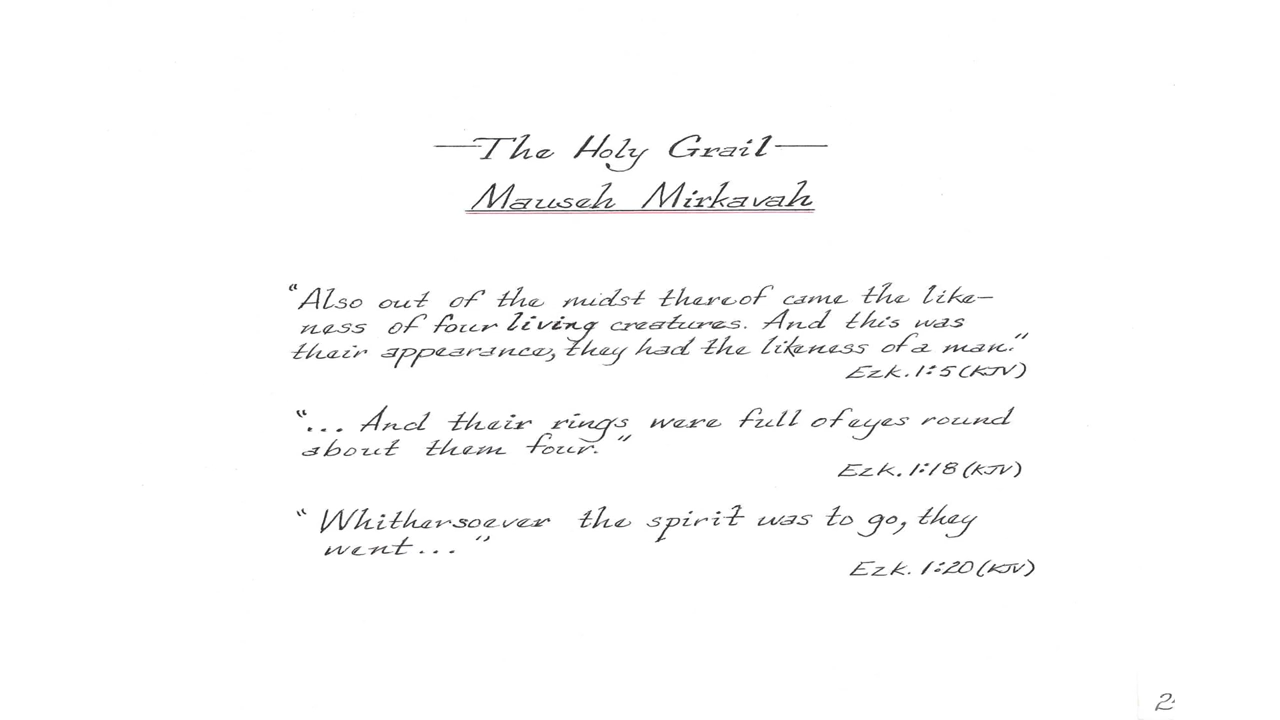 —The Holy Grail—
Mauseh Mirkavah
"Also out of the midst thereof came the like-
ness of four living creatures. And this was
their appearance, they had the likeness of a man."
Ezk. 1:5 (KJV)
"... And their rings were full of eyes round
about them four."
Ezk. 1:18 (KJV)
"Whithersoever the spirit was to go, they
went..."
Ezk. 1:20 (KJV)
2